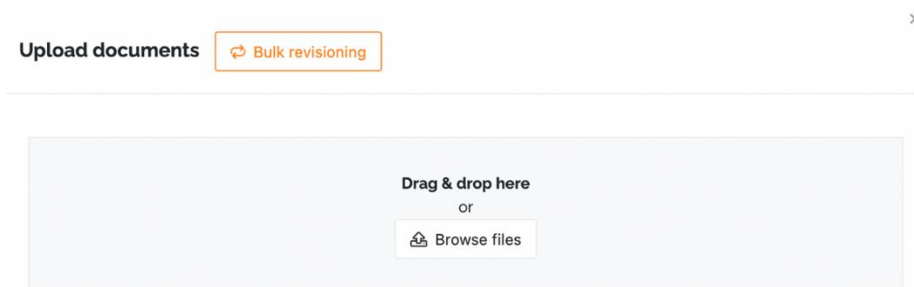 Upload documents
Bulk revisioning
Drag & drop here
or
Browse files